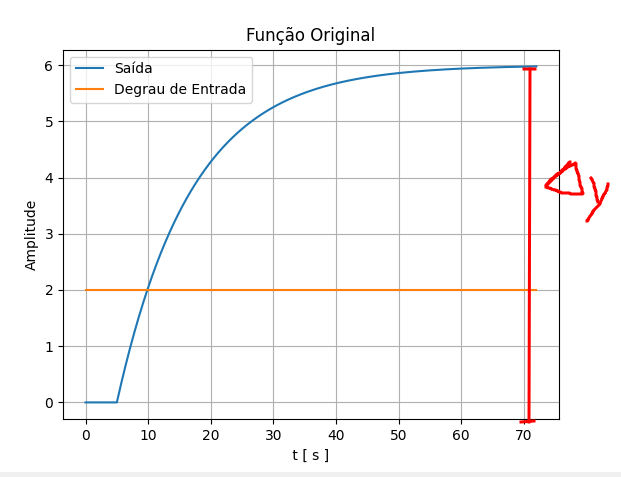 Função Original
Saída
Degrau de Entrada
Amplitude
6
5
4
3
2
1
0
0 10 20 30 40 50 60 70
t [ s ]
Δy